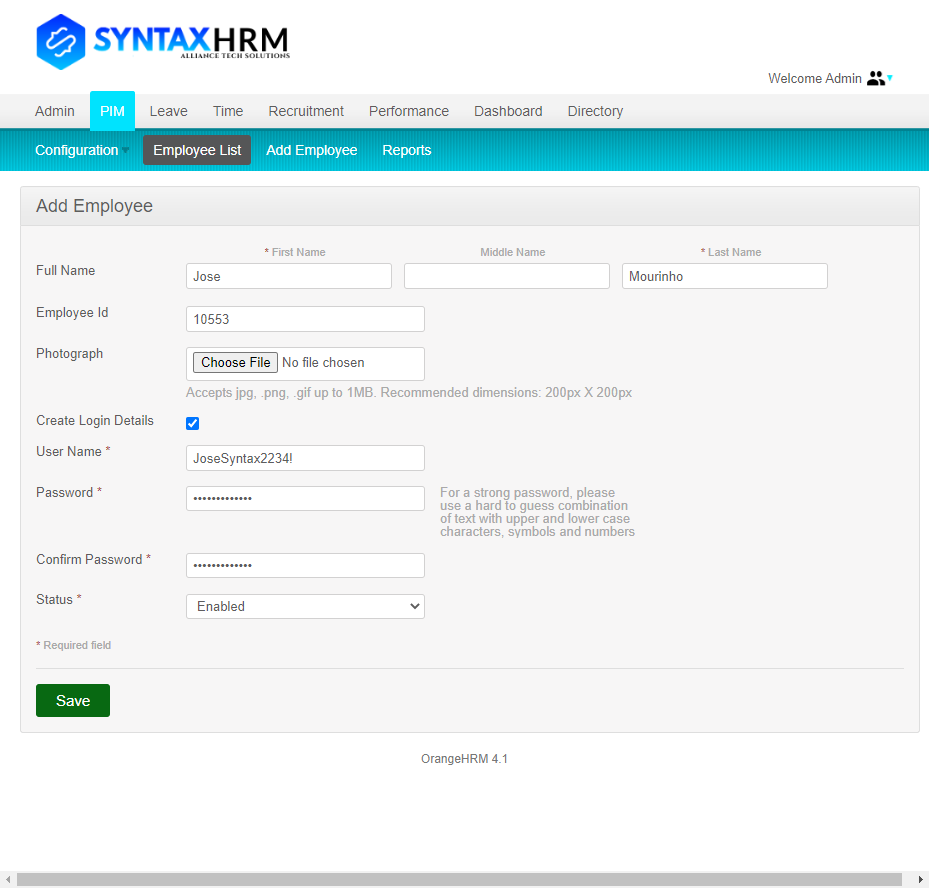 SYNTAXHRM
ALLIANCE TECH SOLUTIONS
Welcome Admin
Admin PIM Leave Time Recruitment Performance Dashboard Directory
Configuration Employee List Add Employee Reports
Add Employee
* First Name Middle Name * Last Name
Full Name Jose Mourinho
Employee Id 10553
Photograph Choose File No file chosen
Accepts jpg, .png, .gif up to 1MB. Recommended dimensions: 200px X 200px
Create Login Details
User Name * JoseSyntax2234!
Password * ••••••••••••• For a strong password, please
use a hard to guess combination
of text with upper and lower case
characters, symbols and numbers
Confirm Password * •••••••••••••
Status * Enabled
* Required field
Save
OrangeHRM 4.1